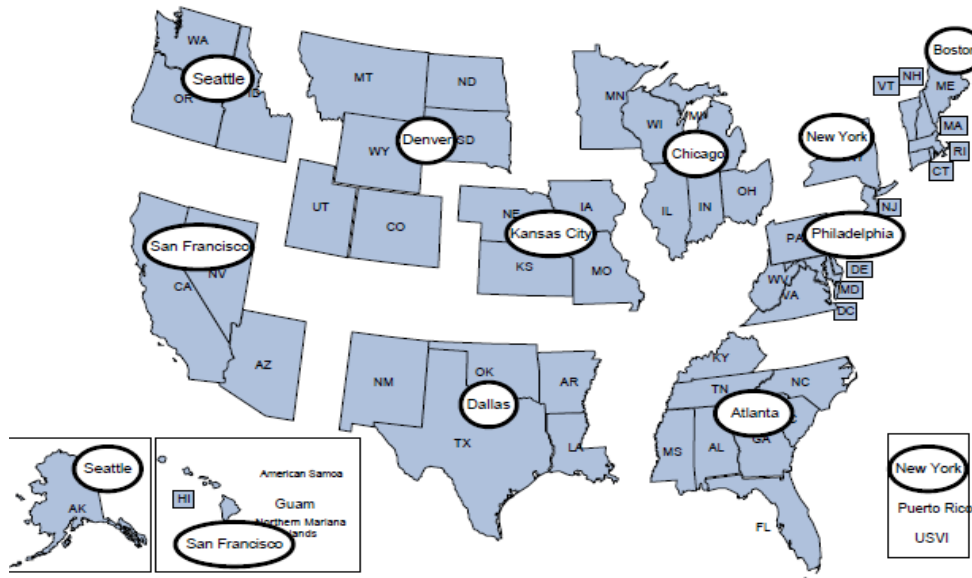 WA
Seattle
OR
ID
MT
ND
Denver
WY
SD
UT
CO
MN
WI
MI
Chicago
IL
IN
OH
Boston
VT
NH
ME
New York
MA
RI
CT
NJ
San Francisco
CA
NV
AZ
NE
IA
Kansas City
KS
MO
PA
Philadelphia
DE
WV
MD
VA
DC
NM
OK
AR
Dallas
TX
LA
KY
TN
NC
Atlanta
MS
AL
GA
FL
Seattle
AK
American Samoa
HI
Guam
Northern Mariana
San Francisco
New York
Puerto Rico
USVI